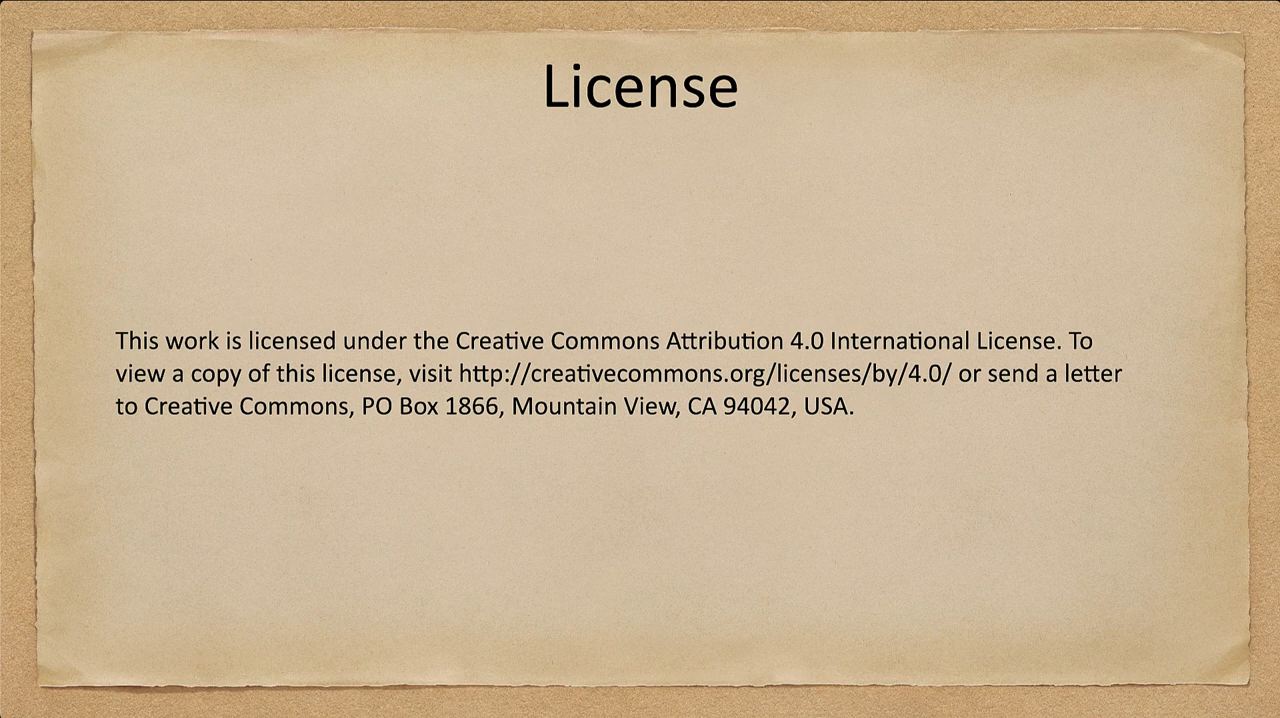 License
This work is licensed under the Creative Commons Attribution 4.0 International License. To
view a copy of this license, visit http://creativecommons.org/licenses/by/4.0/ or send a letter
to Creative Commons, PO Box 1866, Mountain View, CA 94042, USA.